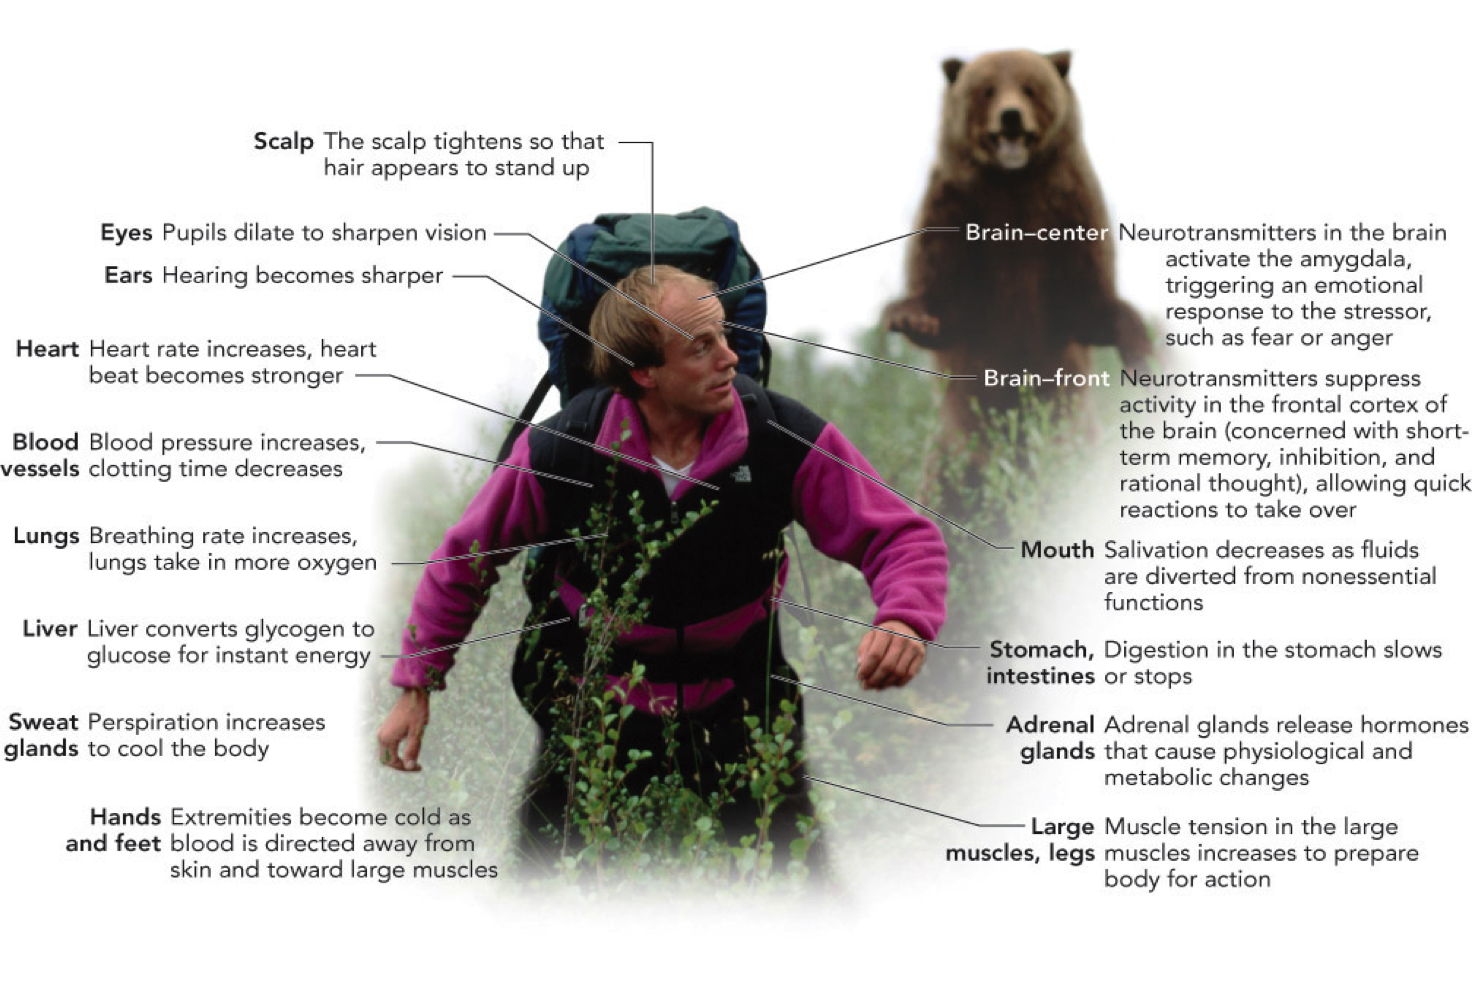 Scalp The scalp tightens so that
hair appears to stand up
Eyes Pupils dilate to sharpen vision
Ears Hearing becomes sharper
Heart Heart rate increases, heart
beat becomes stronger
Blood Blood pressure increases,
vessels clotting time decreases
Lungs Breathing rate increases,
lungs take in more oxygen
Liver Liver converts glycogen to
glucose for instant energy
Sweat Perspiration increases
glands to cool the body
Hands Extremities become cold as
and feet blood is directed away from
skin and toward large muscles
Brain–center Neurotransmitters in the brain
activate the amygdala,
triggering an emotional
response to the stressor,
such as fear or anger
Brain–front Neurotransmitters suppress
activity in the frontal cortex of
the brain (concerned with short-
term memory, inhibition, and
rational thought), allowing quick
reactions to take over
Mouth Salivation decreases as fluids
are diverted from nonessential
functions
Stomach, Digestion in the stomach slows
intestines or stops
Adrenal Adrenal glands release hormones
glands that cause physiological and
metabolic changes
Large Muscle tension in the large
muscles, legs muscles increases to prepare
body for action